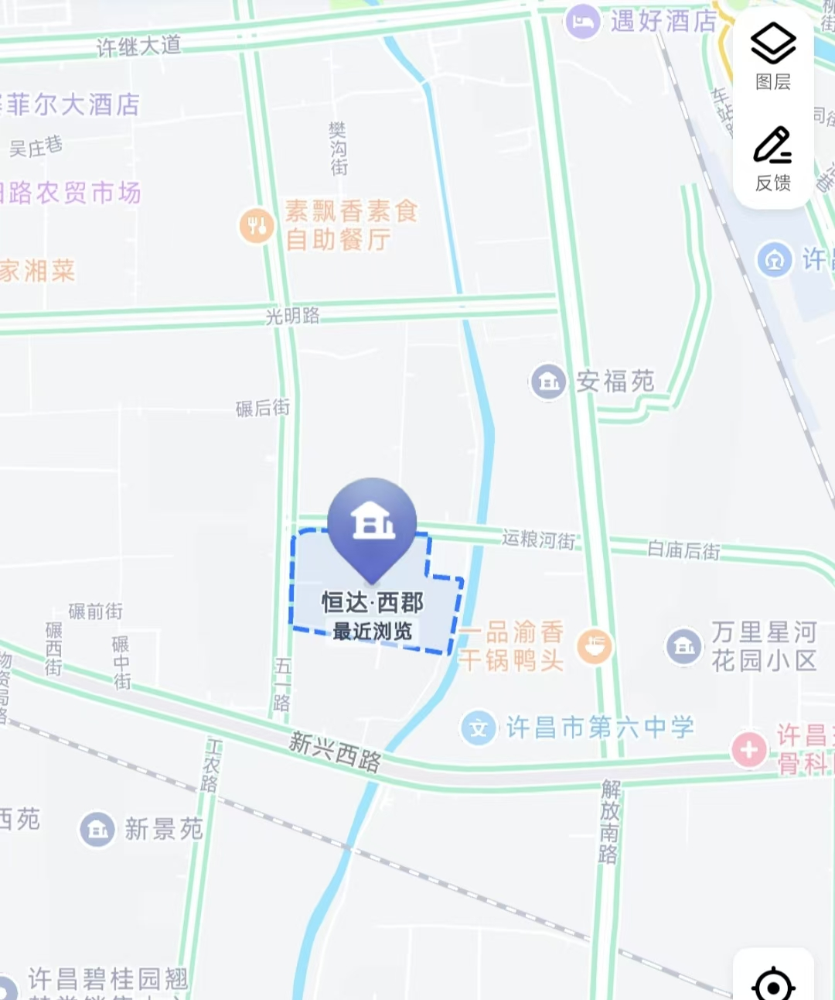 遇好酒店
许继大道
图层
菲尔大酒店
车站
樊沟街
吴庄巷
反馈
路农贸市场
素飘香素食
自助餐厅
许昌
家湘菜
光明路
安福苑
碾后街
运粮河街
白庙后街
恒达·西郡
最近浏览
碾前街
碾西街
碾中街
一品渝香
干锅鸭头
万里星河
花园小区
五一路
物资局路
许昌市第六中学
新兴西路
许昌
骨科
工农路
解放南路
西苑
新景苑
许昌碧桂园翘